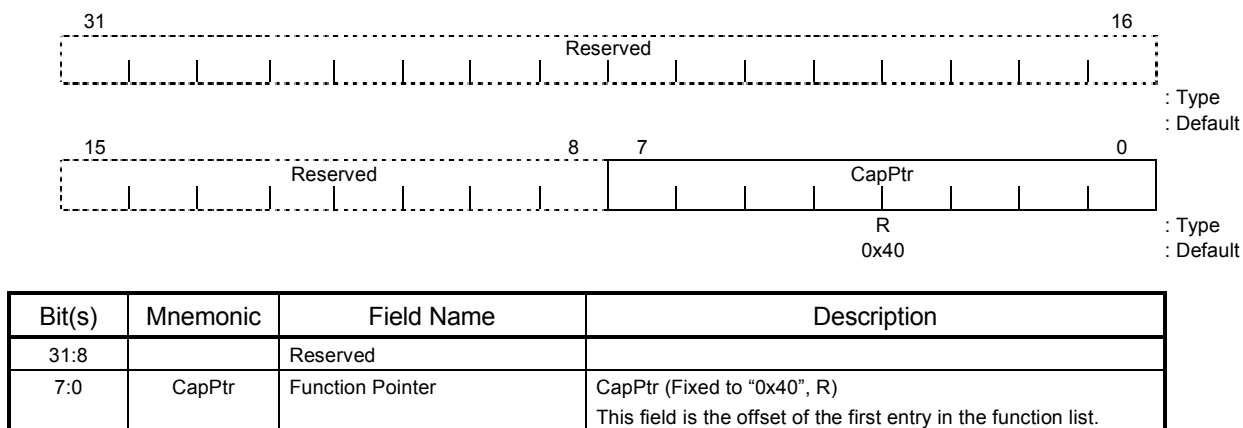 31 16
Reserved
: Type
: Default
15 8 7 0
Reserved CapPtr
R : Type
0x40 : Default
Bit(s) Mnemonic Field Name Description
31:8 Reserved
7:0 CapPtr Function Pointer CapPtr (Fixed to “0x40”, R)
This field is the offset of the first entry in the function list.